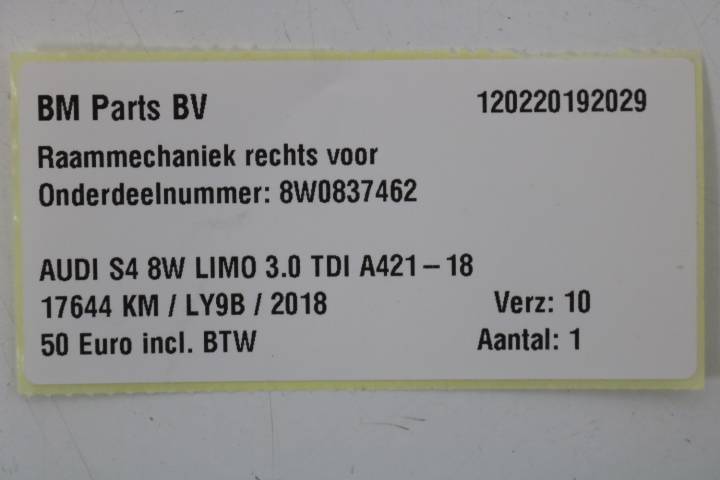 BM Parts BV 120220192029
Raammechaniek rechts voor
Onderdeelnummer: 8W0837462
AUDI S4 8W LIMO 3.0 TDI A421-18
17644 KM / LY9B / 2018 Verz: 10
50 Euro incl. BTW Aantal: 1